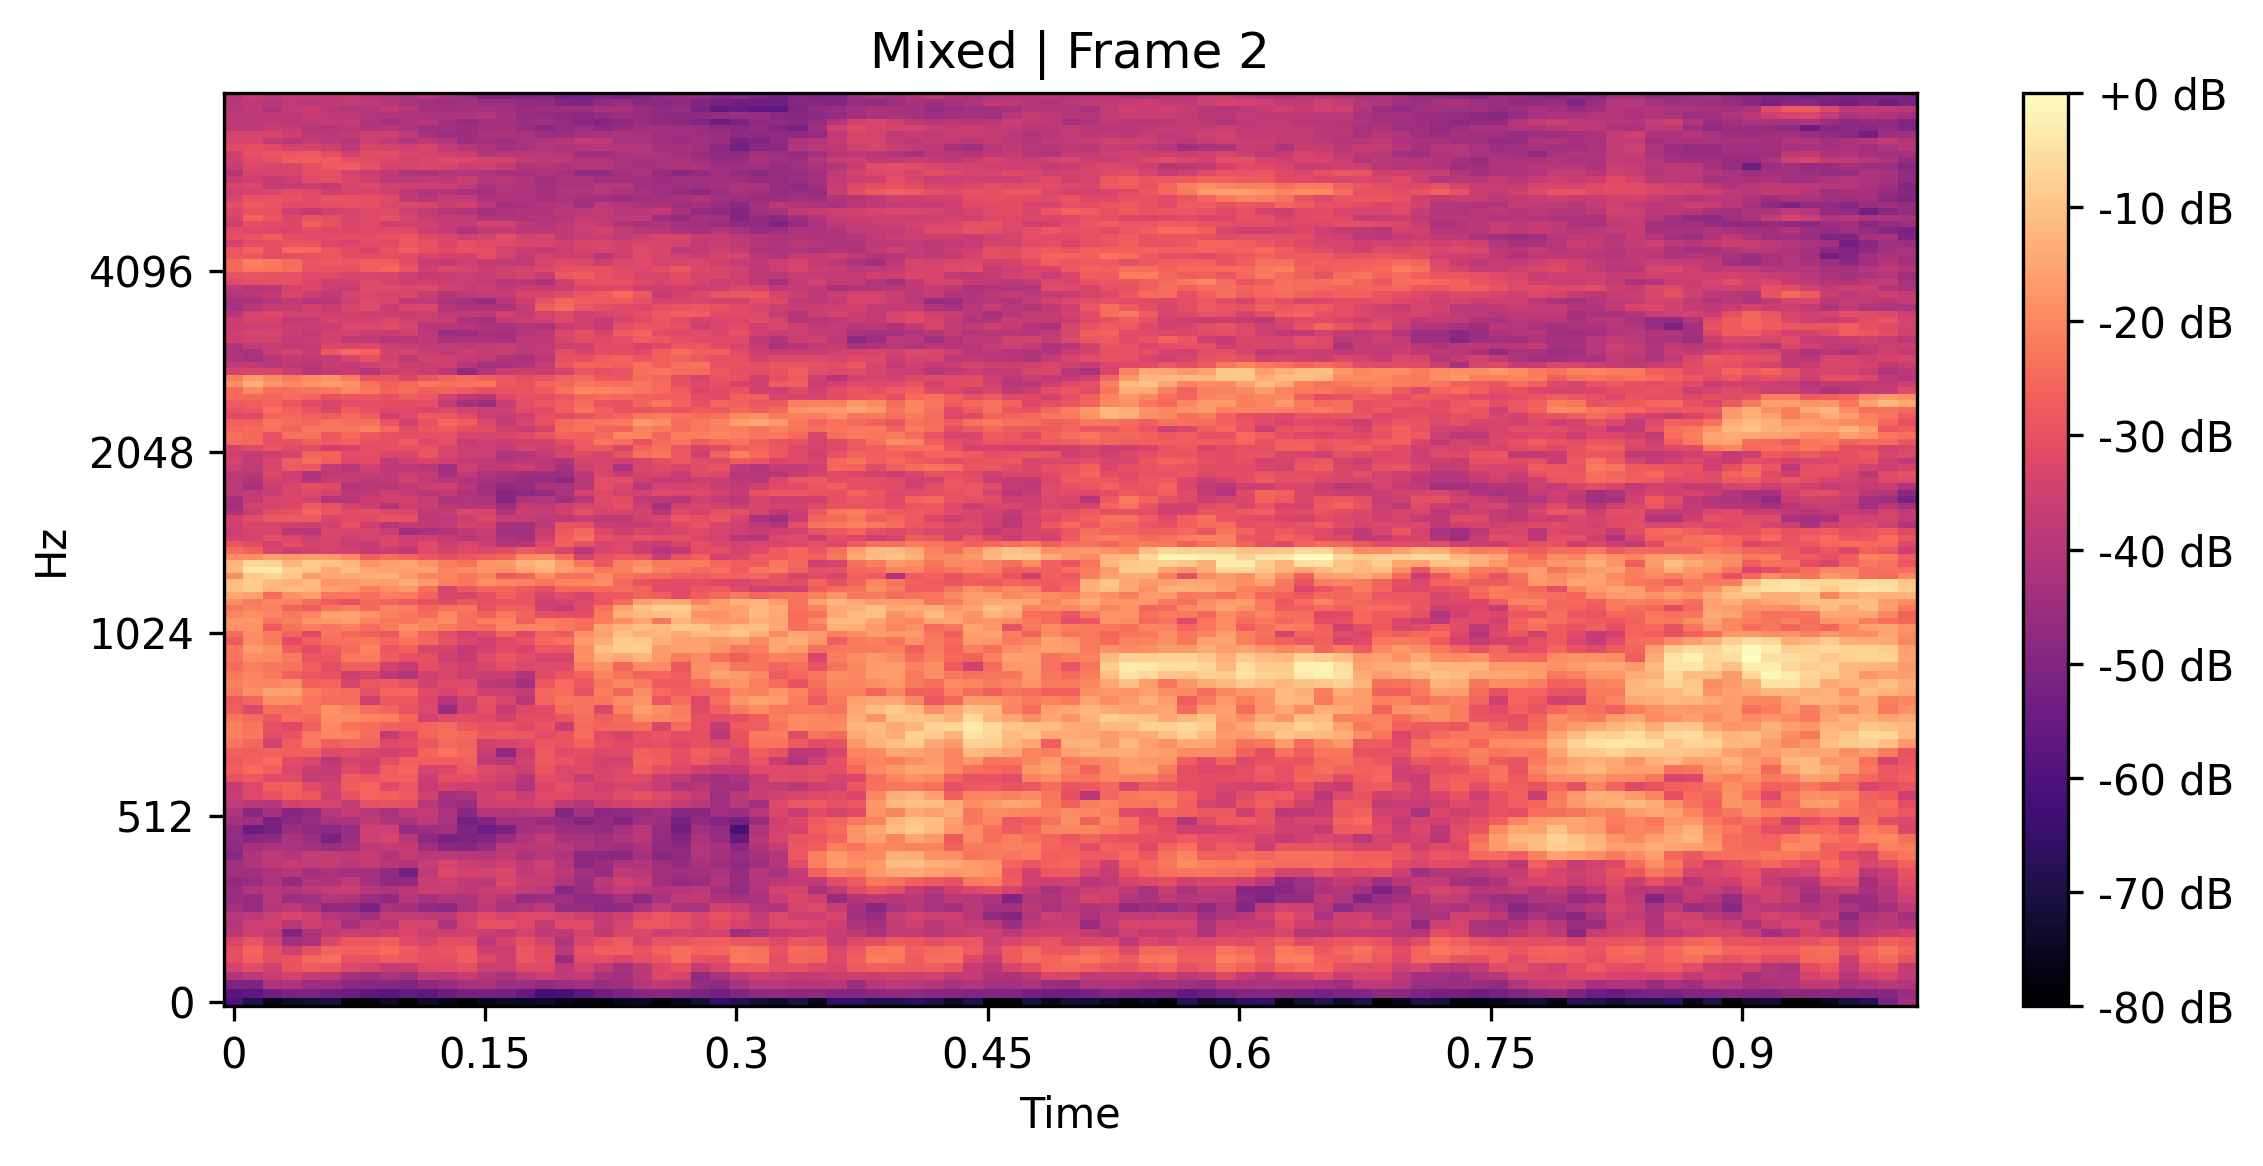 Mixed | Frame 2
+0 dB
-10 dB
-20 dB
-30 dB
-40 dB
-50 dB
-60 dB
-70 dB
-80 dB
4096
2048
1024
512
0
Hz
0 0.15 0.3 0.45 0.6 0.75 0.9
Time